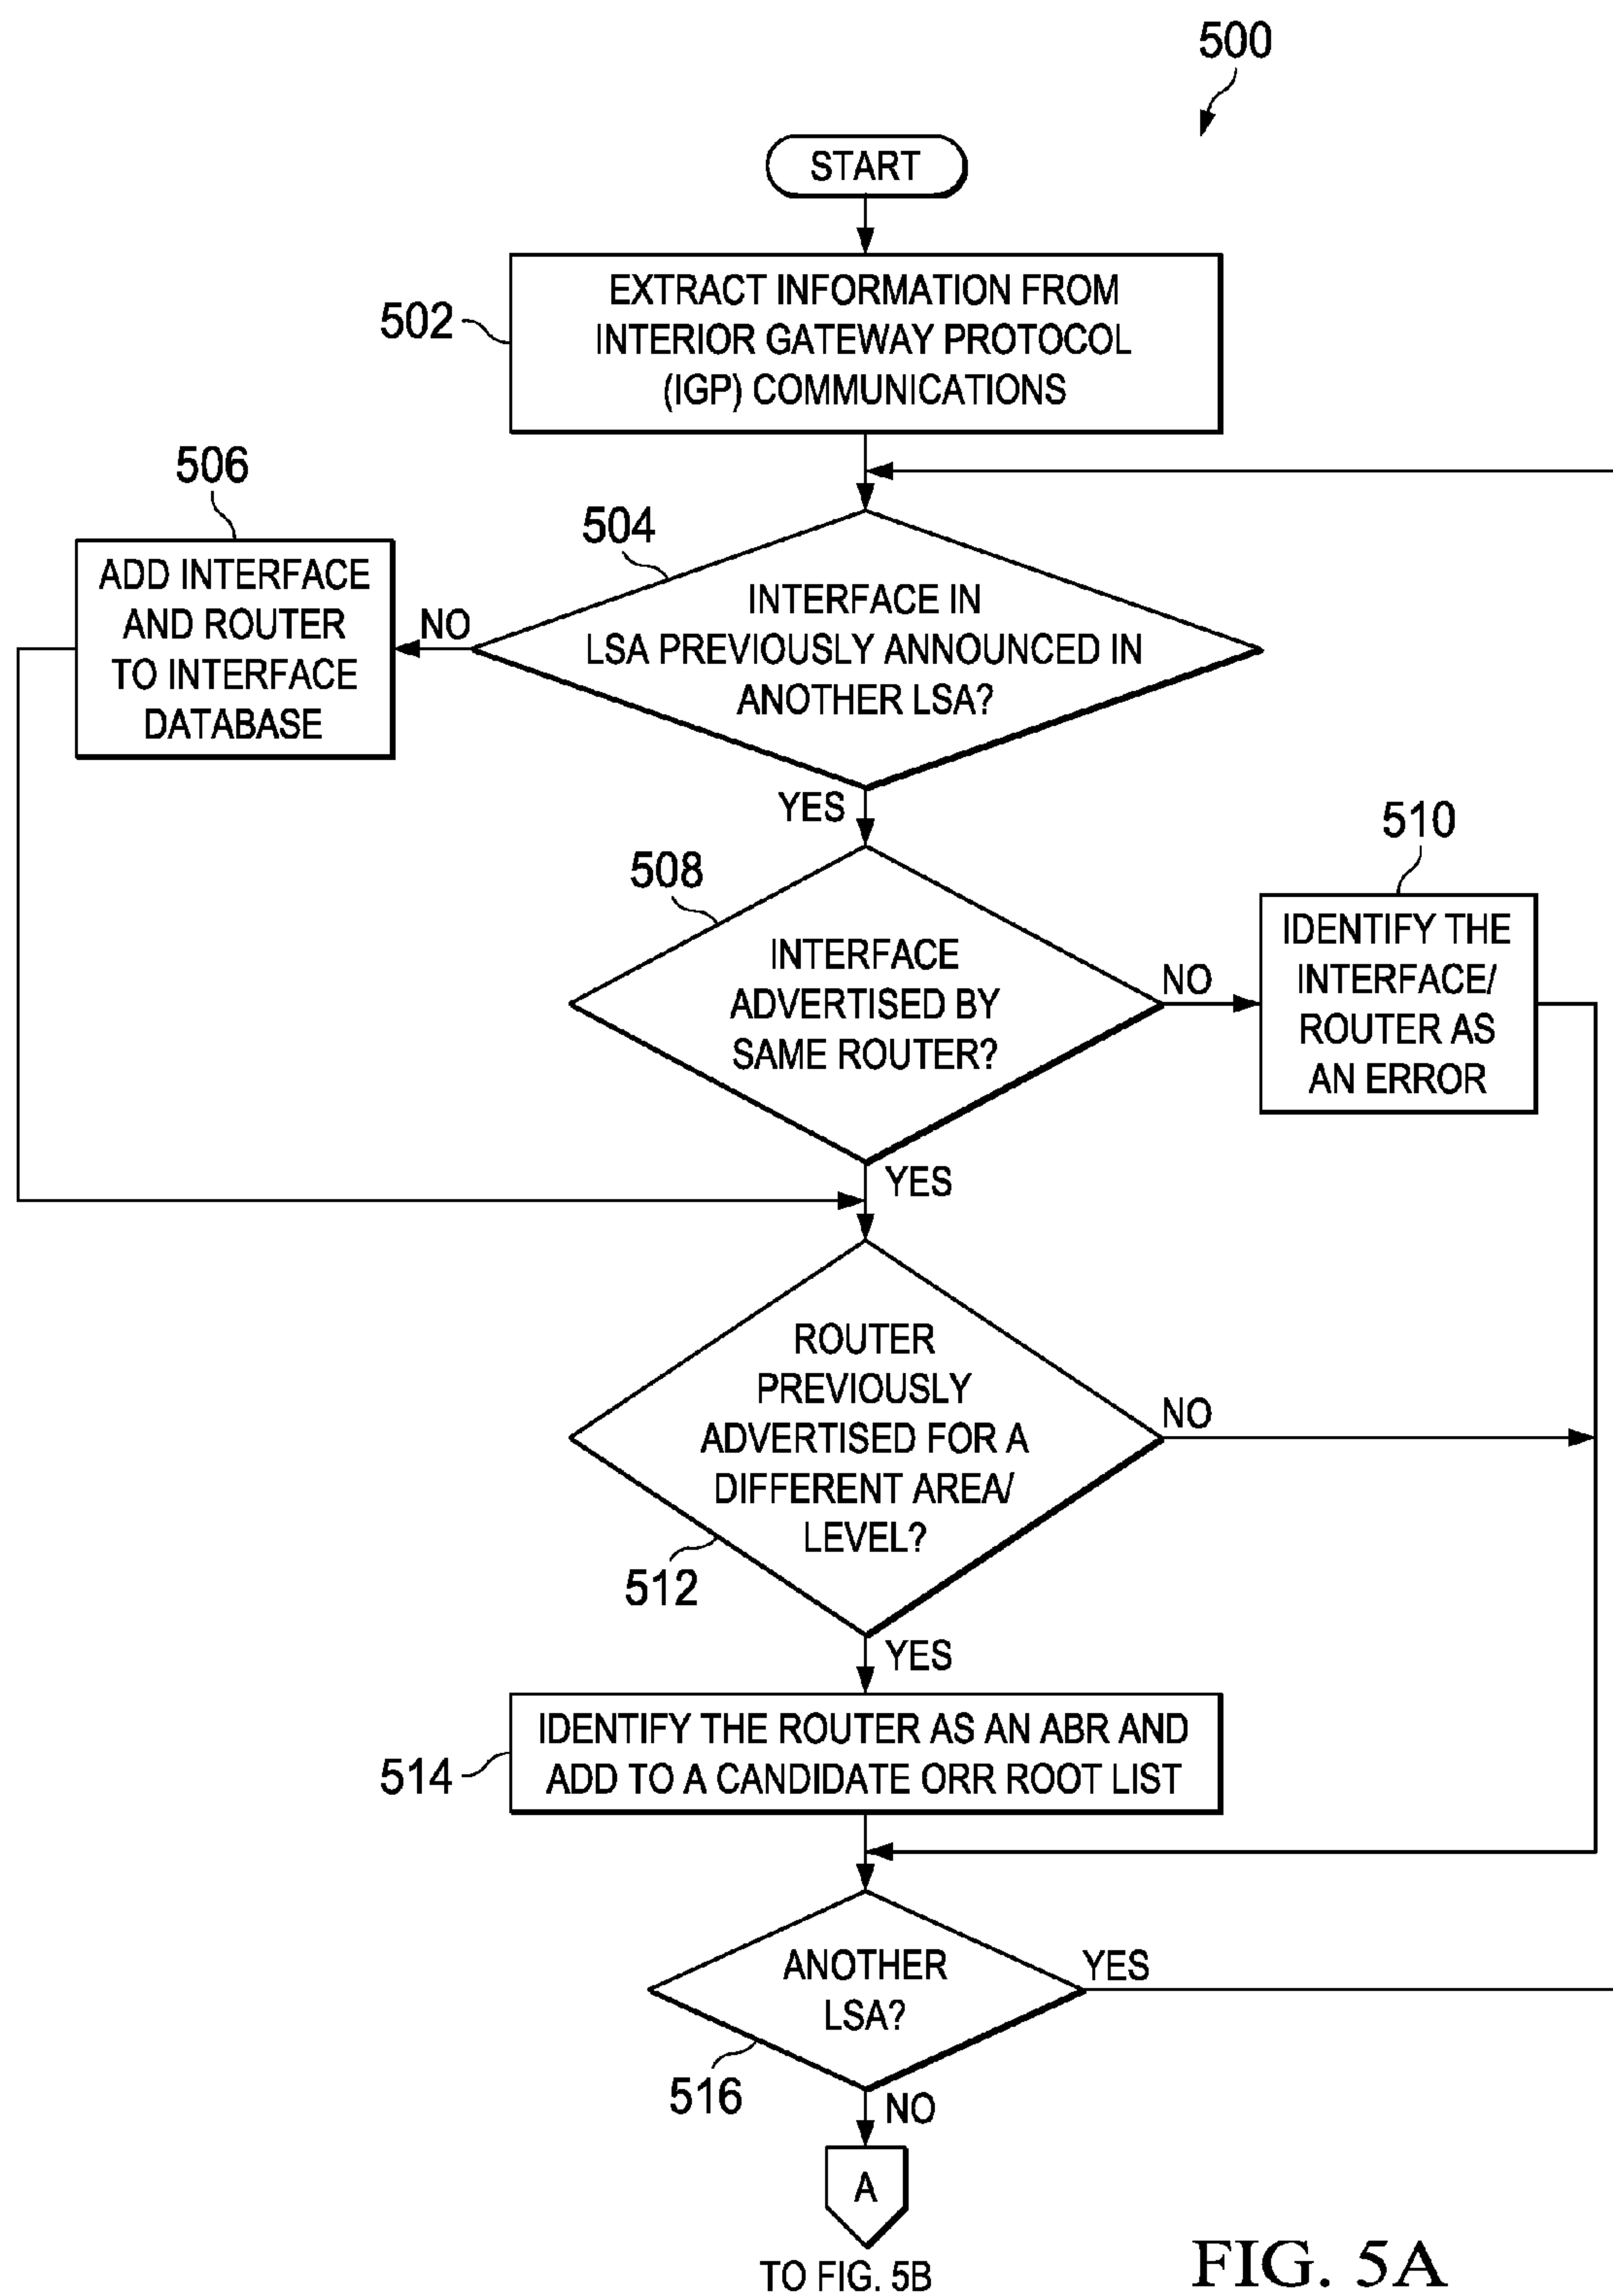 500
START
502
EXTRACT INFORMATION FROM
INTERIOR GATEWAY PROTOCOL
(IGP) COMMUNICATIONS
506
ADD INTERFACE
AND ROUTER
TO INTERFACE
DATABASE
NO
504
INTERFACE IN
LSA PREVIOUSLY ANNOUNCED IN
ANOTHER LSA?
YES
508
INTERFACE
ADVERTISED BY
SAME ROUTER?
NO
510
IDENTIFY THE
INTERFACE/
ROUTER AS
AN ERROR
YES
ROUTER
PREVIOUSLY
ADVERTISED FOR A
DIFFERENT AREA/
LEVEL?
NO
512
YES
514
IDENTIFY THE ROUTER AS AN ABR AND
ADD TO A CANDIDATE ORR ROOT LIST
ANOTHER
LSA?
YES
516
NO
A
TO FIG. 5B
FIG. 5A